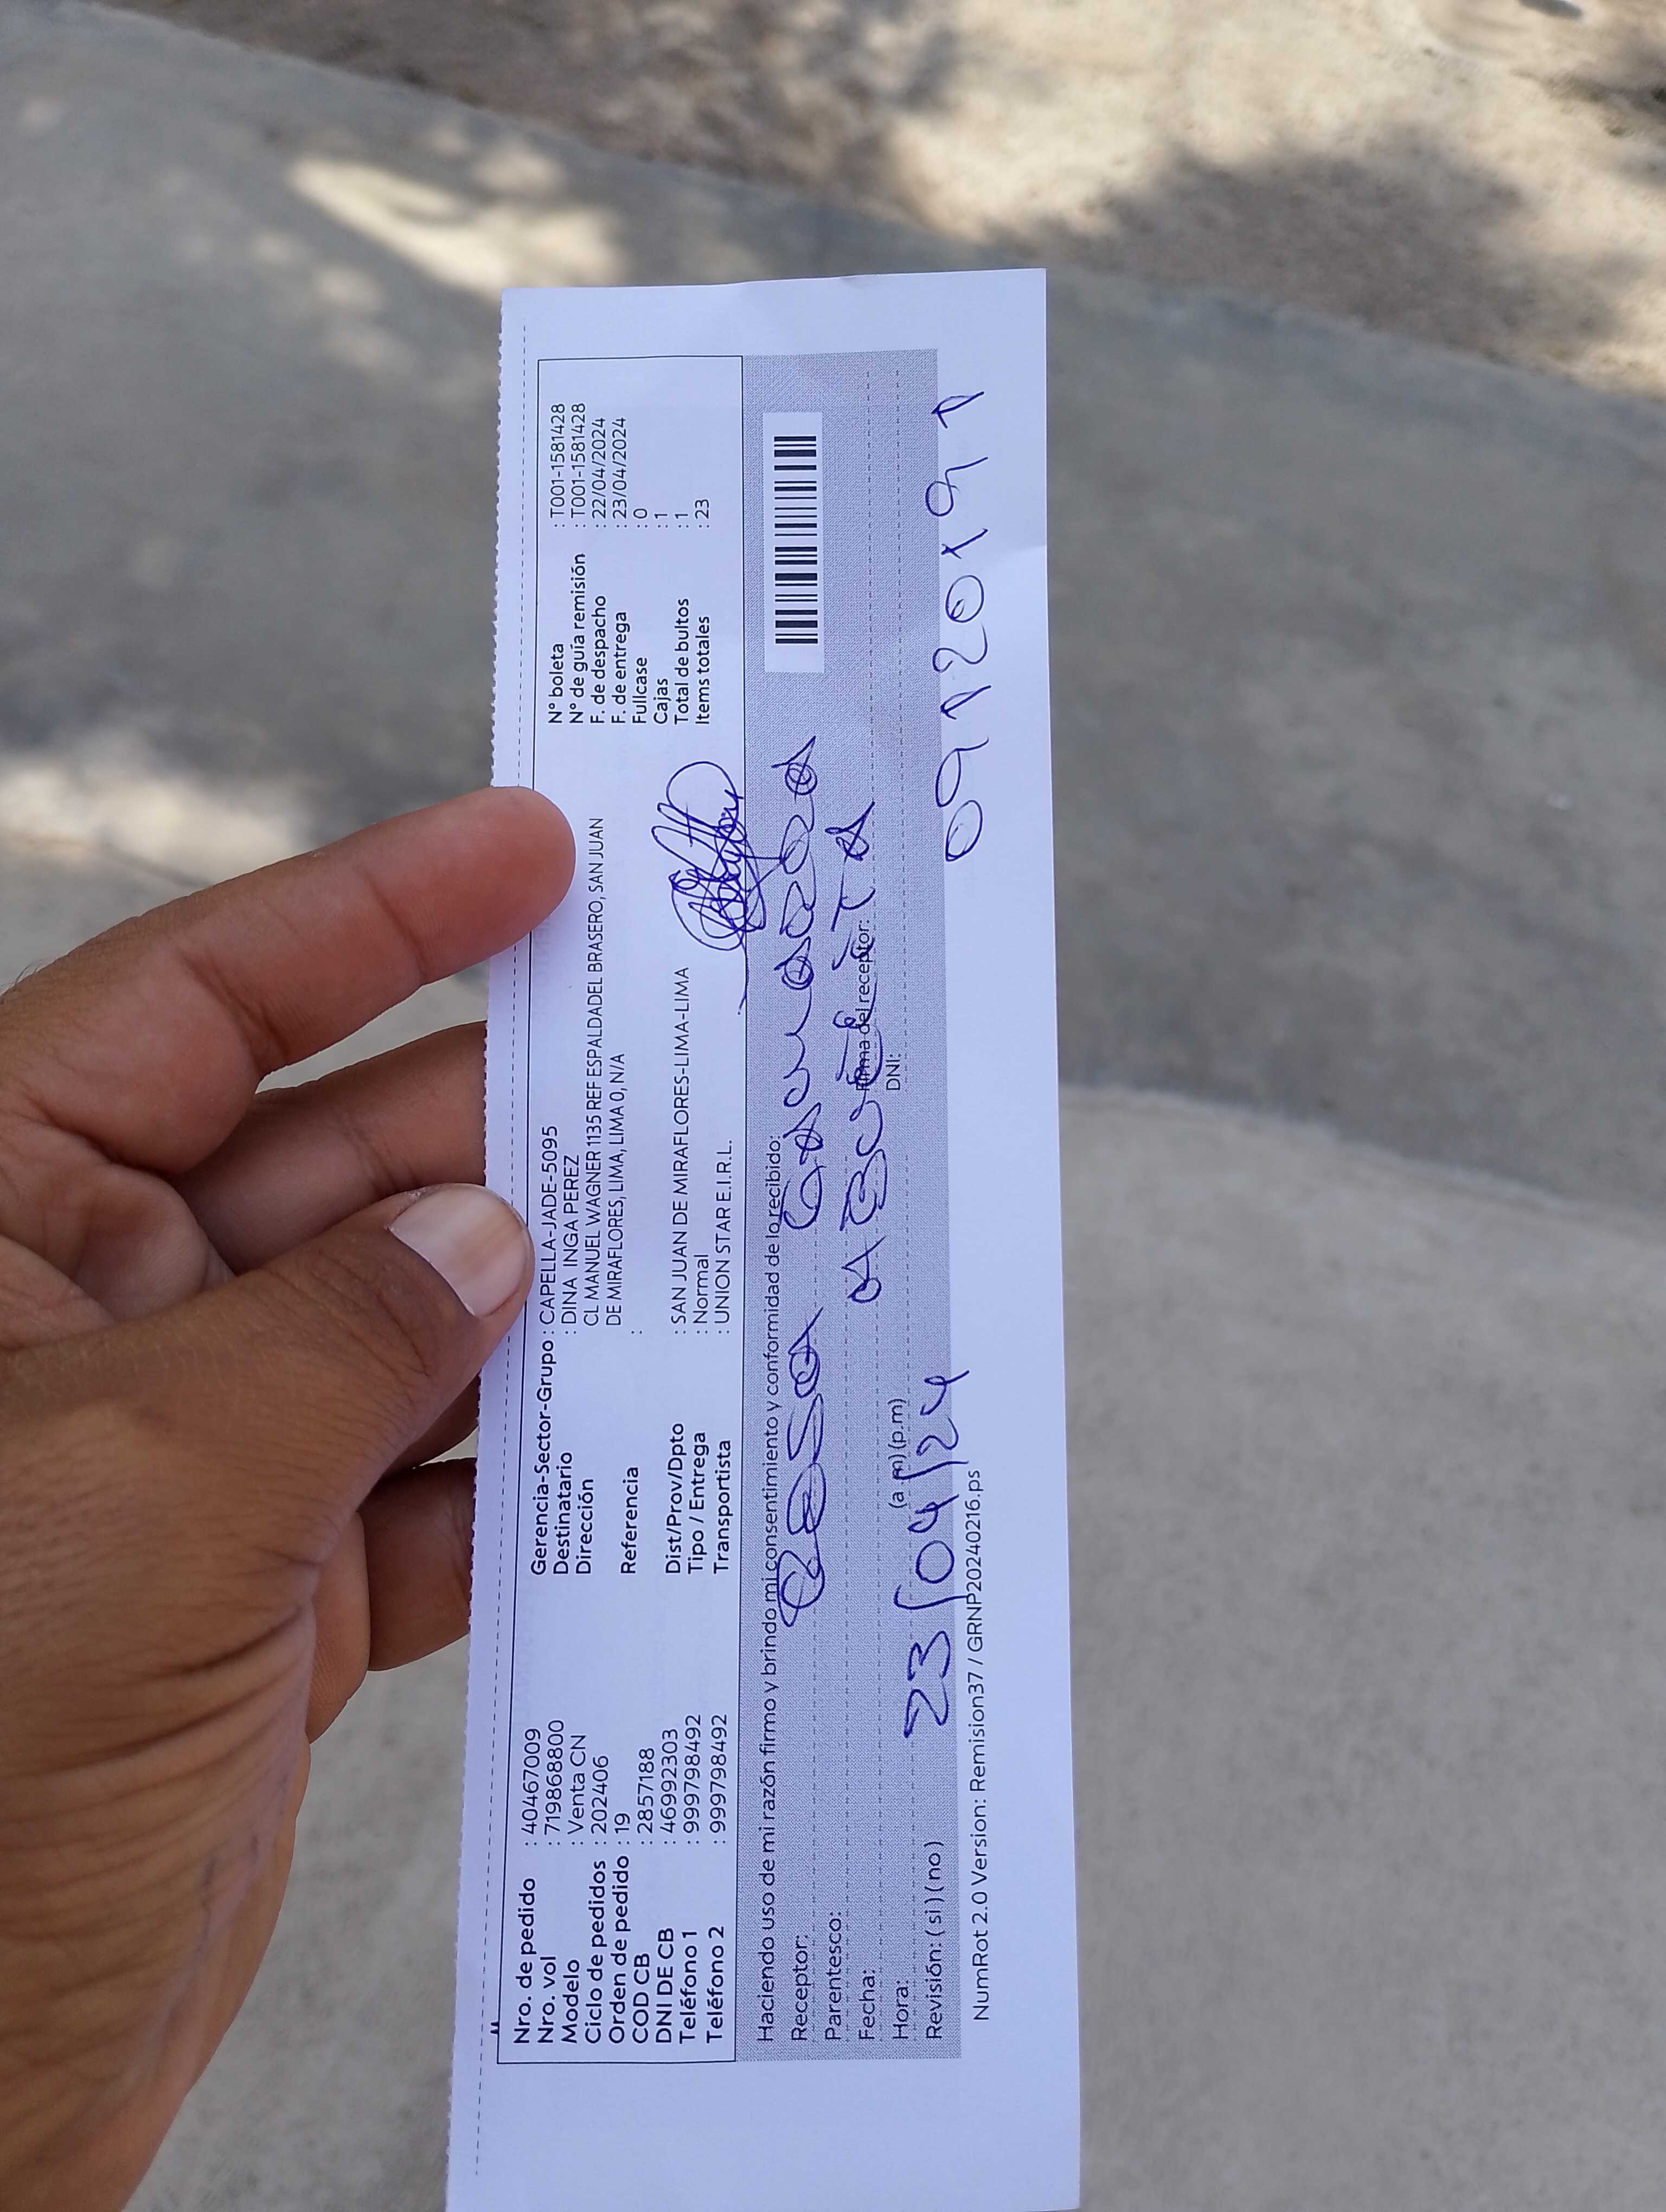 Nro. de pedido : 40467009
Nro. vol : 719868800
Modelo : Venta CN
Ciclo de pedidos : 202406
Orden de pedido : 19
COD CB : 2857188
DNI DE CB : 46992303
Teléfono 1 : 999798492
Teléfono 2 : 999798492
Gerencia-Sector-Grupo : CAPELLA-JADE-5095
Destinatario : DINA INGA PEREZ
Dirección CL MANUEL WAGNER 1135 REF ESPALDADEL BRASERO, SAN JUAN
DE MIRAFLORES, LIMA, LIMA 0, N/A
Referencia :
Dist/Prov/Dpto : SAN JUAN DE MIRAFLORES-LIMA-LIMA
Tipo / Entrega : Normal
Transportista : UNION STAR E.I.R.L.
N° boleta : T001-1581428
N° de guía remisión : T001-1581428
F. de despacho : 22/04/2024
F. de entrega : 23/04/2024
Fullcase : 0
Cajas : 1
Total de bultos : 1
Items totales : 23
Haciendo uso de mi razón firmo y brindo mi consentimiento y conformidad de lo recibido:
Receptor: ROSA
Parentesco:
Fecha: Firma del receptor:
Hora: (a.m) (p.m) DNI:
23/04/24 09120191
Revisión: ( si ) ( no )
NumRot 2.0 Version: Remision37 / GRNP20240216.ps